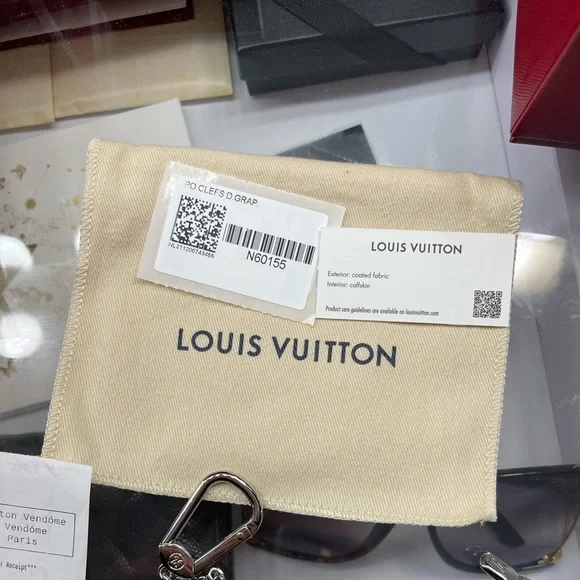 PO CLEFS D.GRAP.
NL211206743466
N60155
LOUIS VUITTON
Exterior: coated fabric
Interior: calfskin
Product care guidelines are available on louisvuitton.com
LOUIS VUITTON
Vendôme
Vendôme
Paris
Receipt***